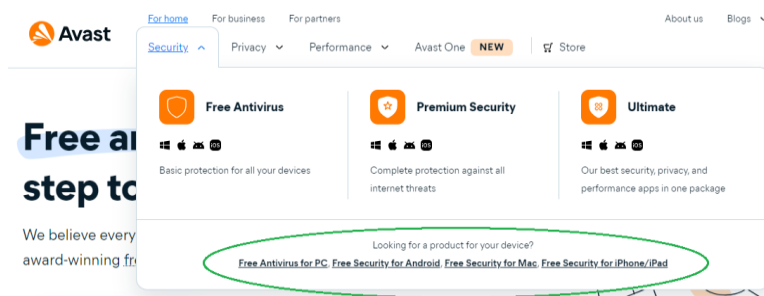 For home For business For partners About us Blogs
Avast
Security Privacy Performance Avast One NEW Store
Free Antivirus Premium Security Ultimate
iOS iOS iOS
Basic protection for all your devices
Complete protection against all
internet threats
Our best security, privacy, and
performance apps in one package
Free
step to
We believe every
award-winning
Looking for a product for your device?
Free Antivirus for PC, Free Security for Android, Free Security for Mac, Free Security for iPhone/iPad